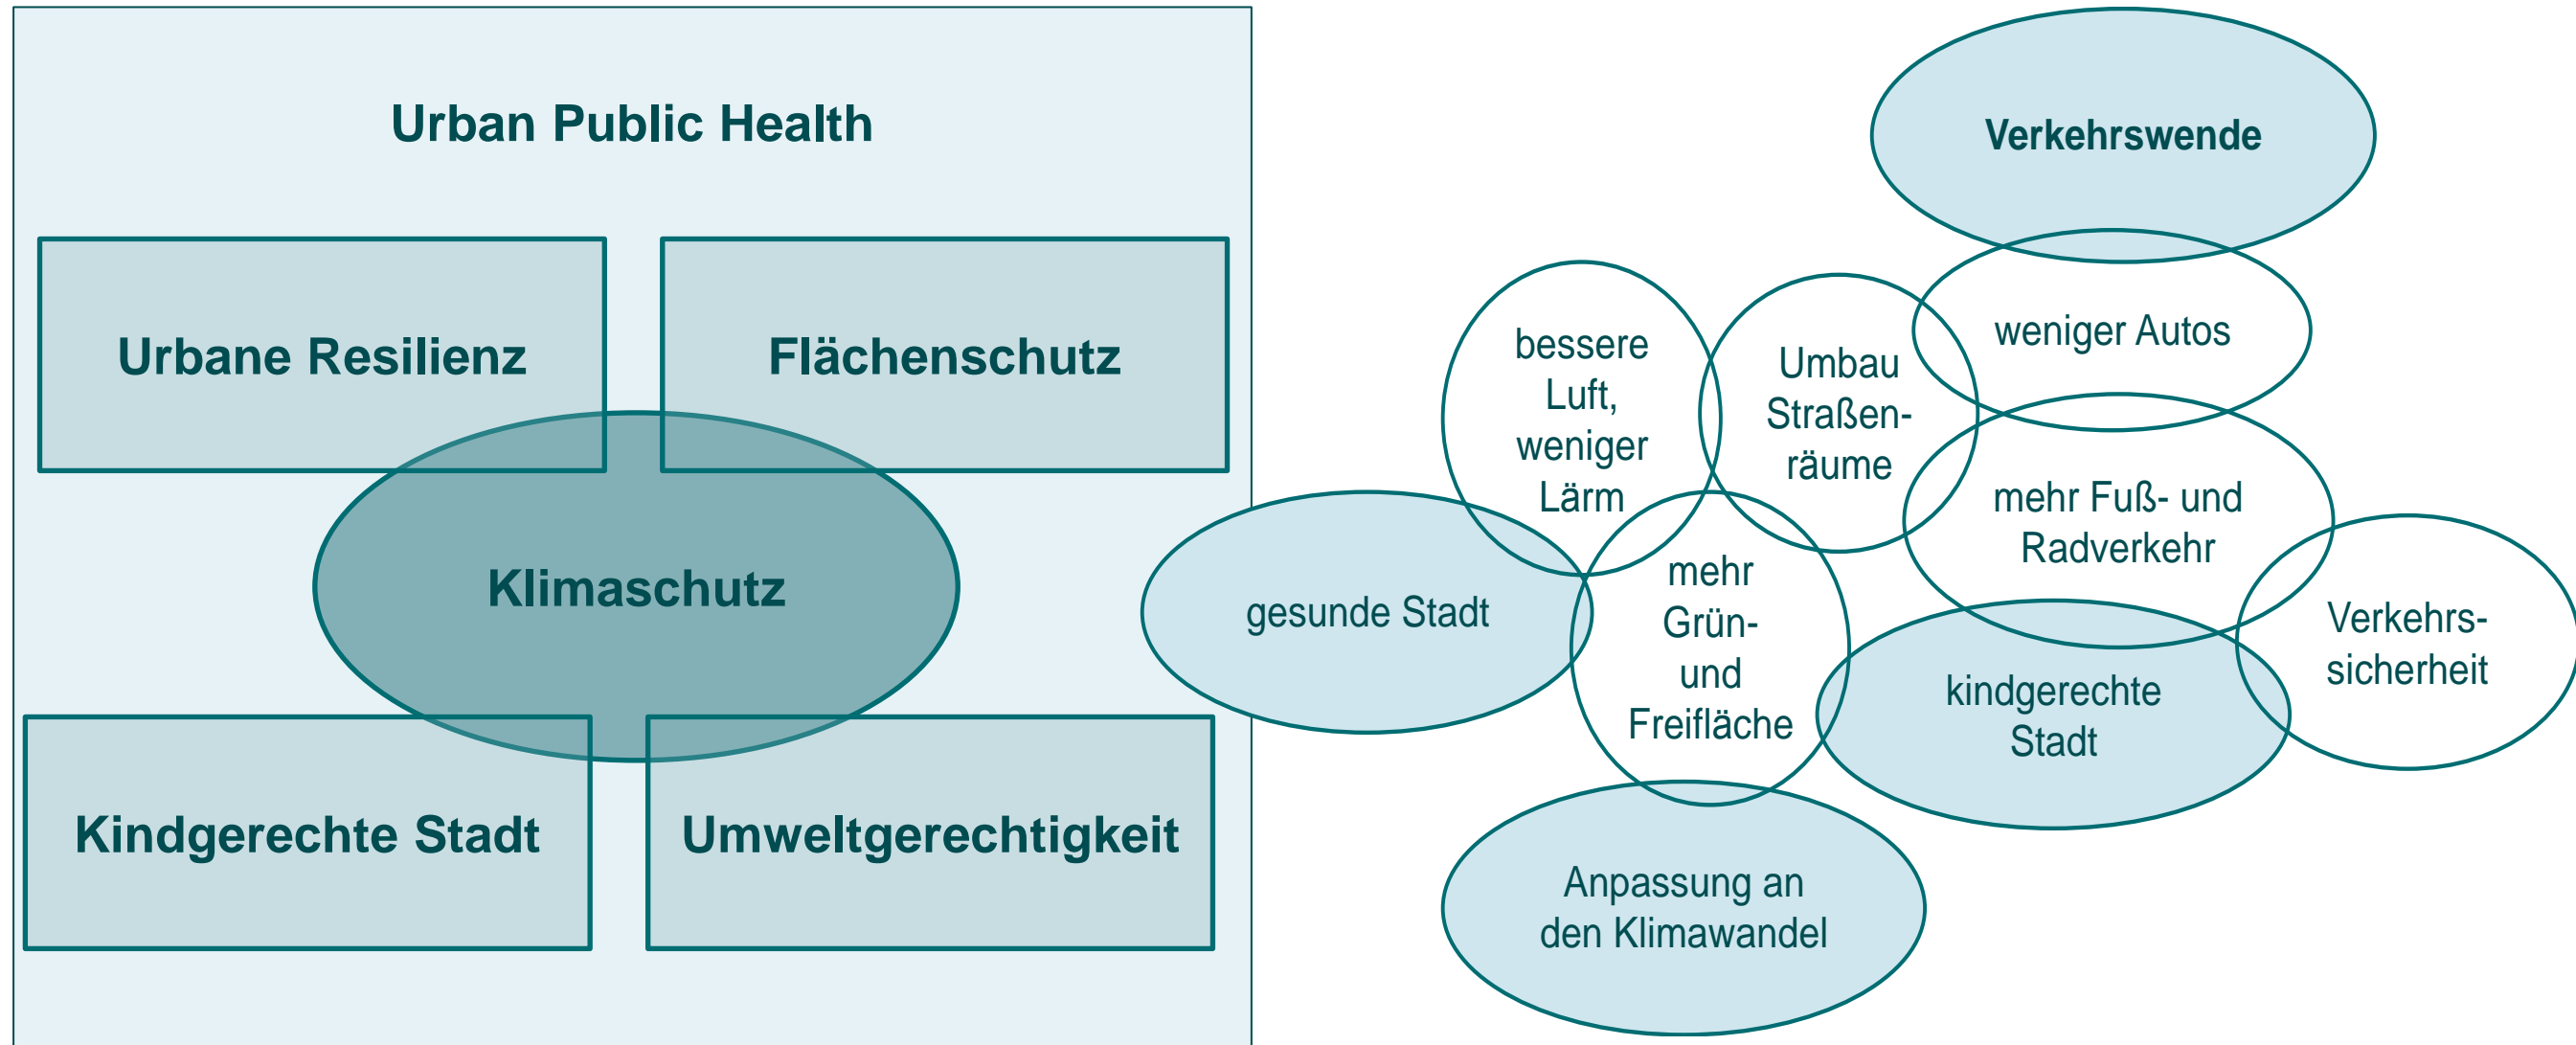 Urban Public Health
Urbane Resilienz
Flächenschutz
Klimaschutz
Kindgerechte Stadt
Umweltgerechtigkeit
Verkehrswende
weniger Autos
bessere
Luft,
weniger
Lärm
Umbau
Straßen-
räume
mehr Fuß- und
Radverkehr
gesunde Stadt
mehr
Grün-
und
Freifläche
Verkehrs-
sicherheit
kindgerechte
Stadt
Anpassung an
den Klimawandel